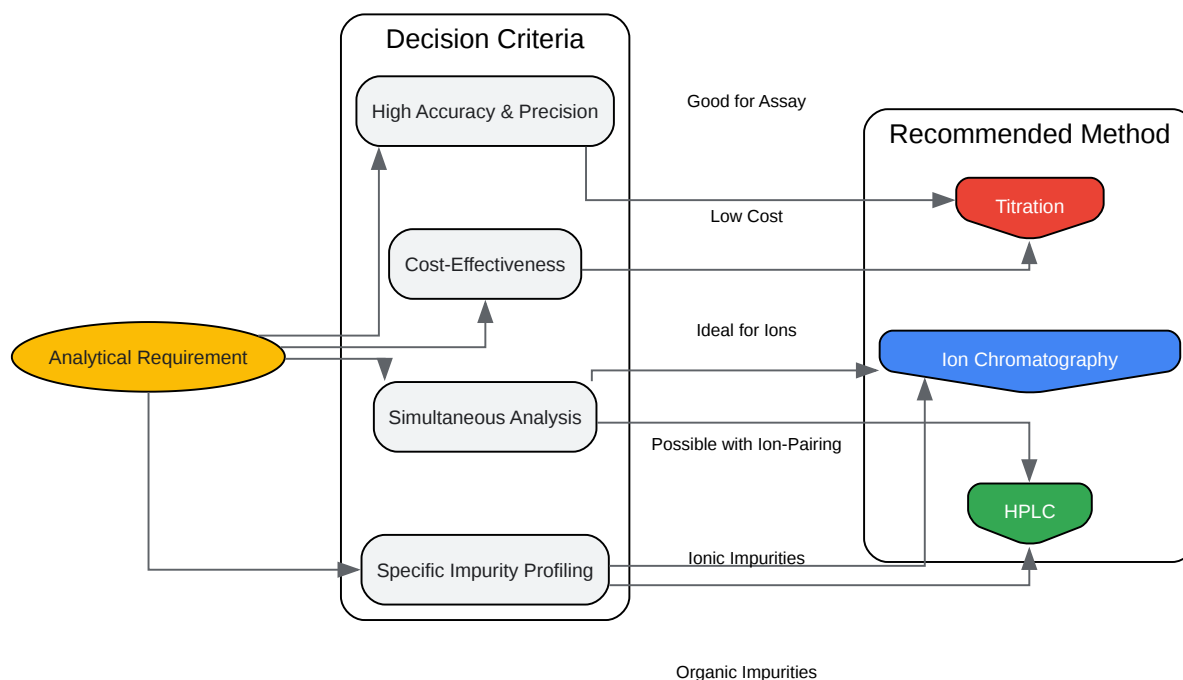 Decision Criteria
High Accuracy & Precision
Good for Assay
Recommended Method
Titration
Low Cost
Cost-Effectiveness
Ideal for Ions
Analytical Requirement
Ion Chromatography
Simultaneous Analysis
Possible with Ion-Pairing
HPLC
Ionic Impurities
Specific Impurity Profiling
Organic Impurities